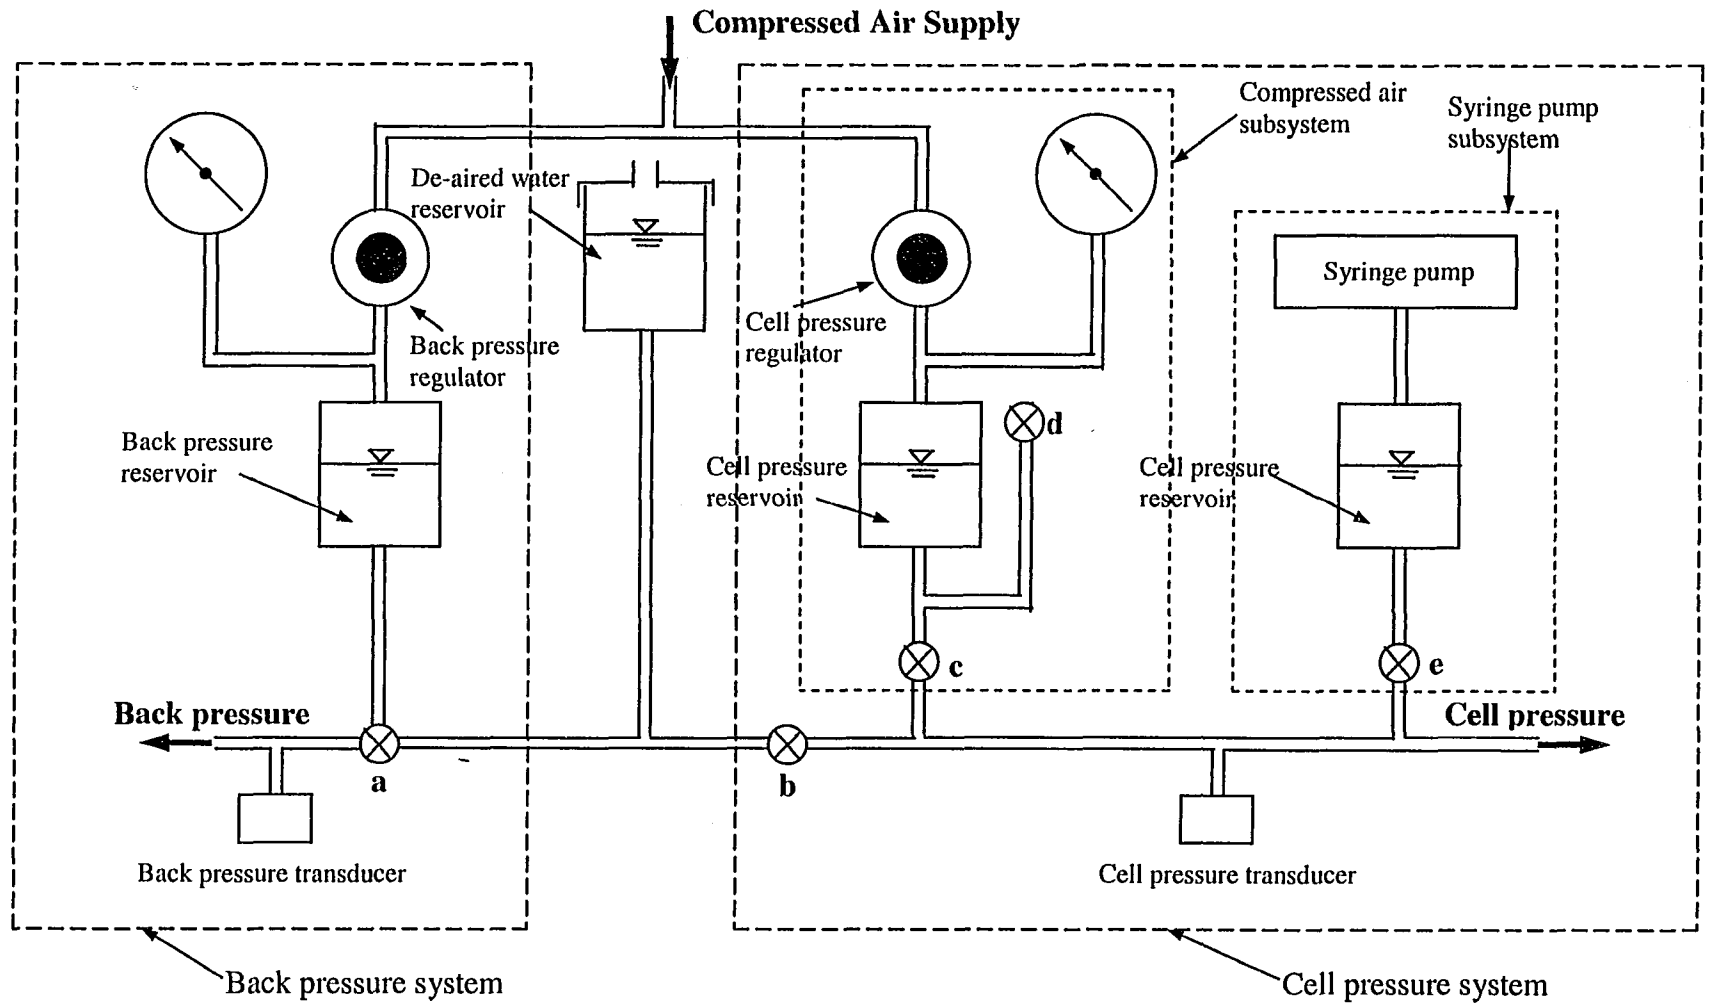 Compressed Air Supply
Compressed air
subsystem
Syringe pump
subsystem
De-aired water
reservoir
Syringe pump
Cell pressure
regulator
Back pressure
regulator
d
Back pressure
reservoir
Cell pressure
reservoir
Cell pressure
reservoir
c
e
Back pressure
Cell pressure
a
b
Back pressure transducer
Cell pressure transducer
Back pressure system
Cell pressure system